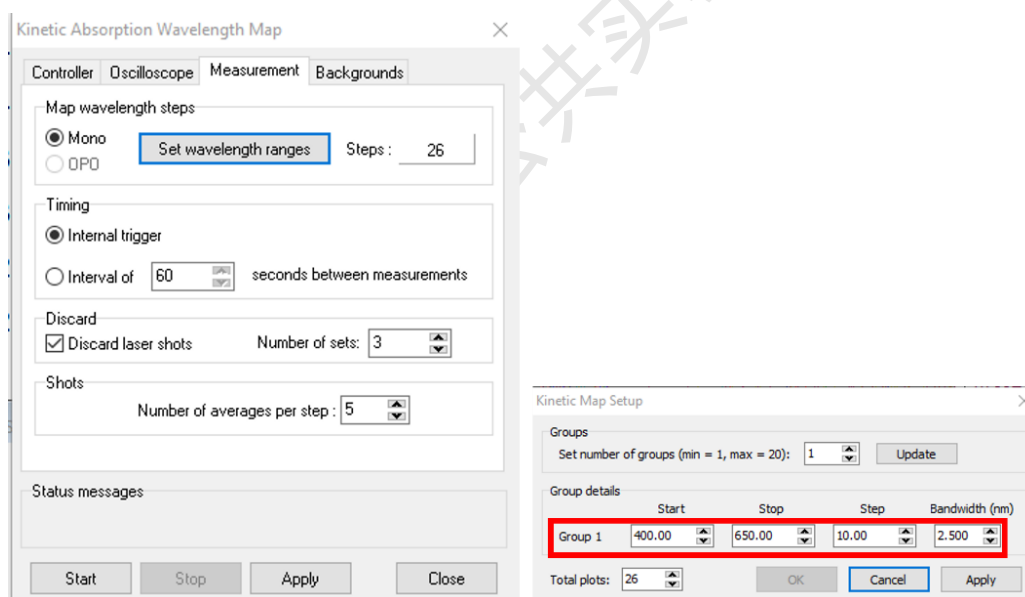 Kinetic Absorption Wavelength Map
Controller Oscilloscope Measurement Backgrounds
Map wavelength steps
Mono
OPO
Set wavelength ranges
Steps : 26
Timing
Internal trigger
Interval of 60 seconds between measurements
Discard
Discard laser shots Number of sets: 3
Shots
Number of averages per step : 5
Status messages
Start Stop Apply Close
Kinetic Map Setup
Groups
Set number of groups (min = 1, max = 20): 1 Update
Group details
Start Stop Step Bandwidth (nm)
Group 1 400.00 650.00 10.00 2.500
Total plots: 26 OK Cancel Apply
共实